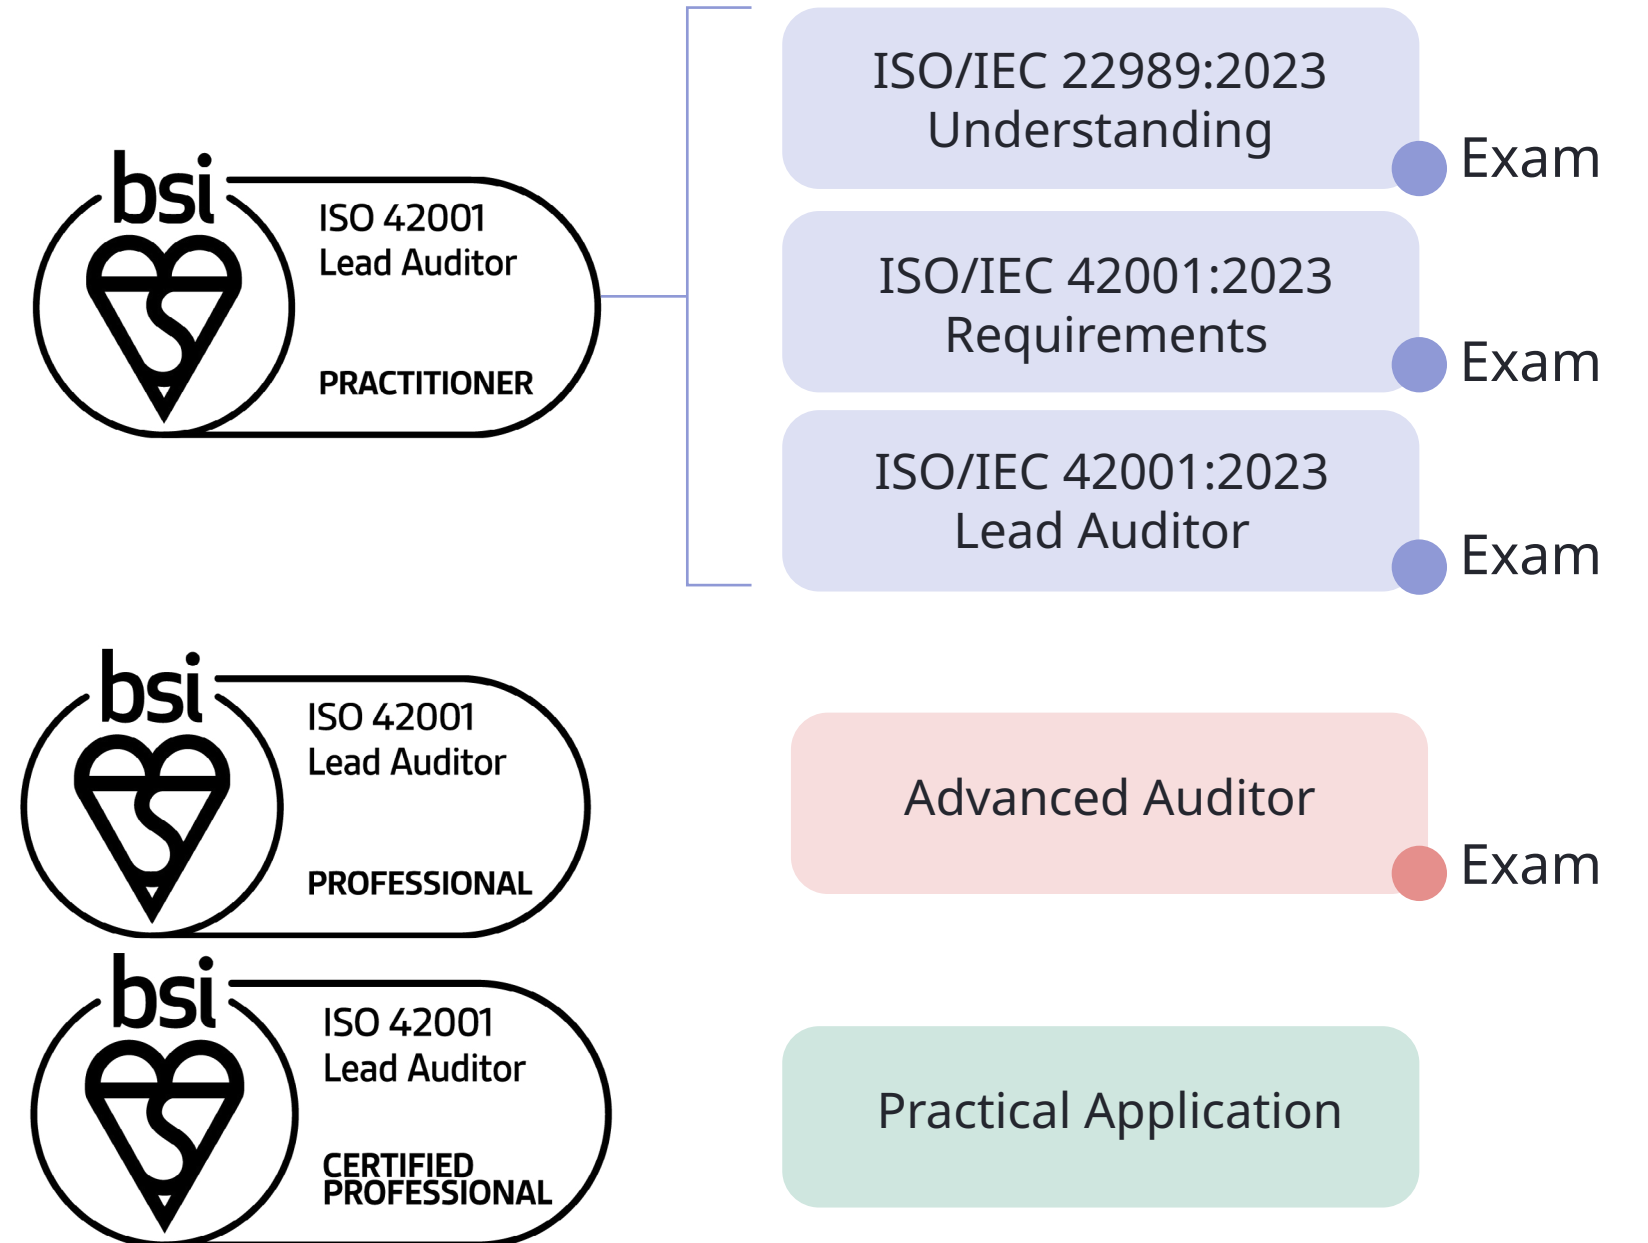 bsi
ISO 42001
Lead Auditor
PRACTITIONER
ISO/IEC 22989:2023
Understanding
Exam
ISO/IEC 42001:2023
Requirements
Exam
ISO/IEC 42001:2023
Lead Auditor
Exam
bsi
ISO 42001
Lead Auditor
PROFESSIONAL
Advanced Auditor
Exam
bsi
ISO 42001
Lead Auditor
CERTIFIED
PROFESSIONAL
Practical Application